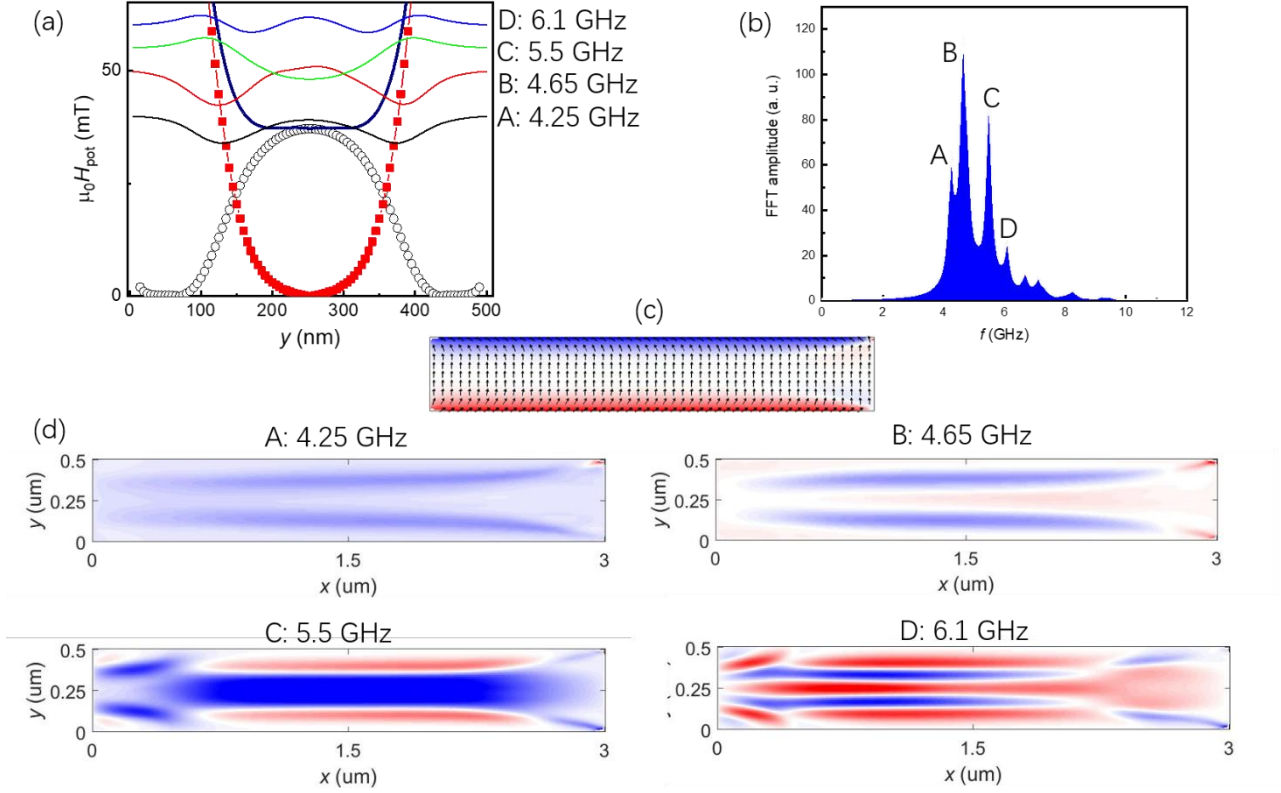 (a)
D: 6.1 GHz
C: 5.5 GHz
B: 4.65 GHz
A: 4.25 GHz
50
0
μ0Hpot (mT)
0 100 200 300 400 500
y (nm)
(b)
120
100
80
60
40
20
0
FFT amplitude (a. u.)
A
B
C
D
0 2 4 6 8 10 12
f (GHz)
(c)
(d)
A: 4.25 GHz
0.5
0.25
0
y (um)
0 1.5 3
x (um)
B: 4.65 GHz
0.5
0.25
0
y (um)
0 1.5 3
x (um)
C: 5.5 GHz
0.5
0.25
0
y (um)
0 1.5 3
x (um)
D: 6.1 GHz
0.5
0.25
0
0 1.5 3
x (um)